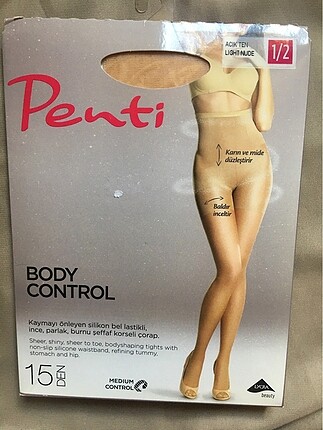 AÇIK TEN
LIGHT NUDE
1/2
Penti
Karın ve mide
düzleştirir
Baldır
inceltir
BODY
CONTROL
Kaymayı önleyen silikon bel lastikli,
ince, parlak, burnu şeffaf korseli çorap.
Sheer, shiny, sheer to toe, bodyshaping tights with
non-slip silicone waistband, refining tummy,
stomach and hip.
15 DEN
MEDIUM
CONTROL
LYCRA
beauty